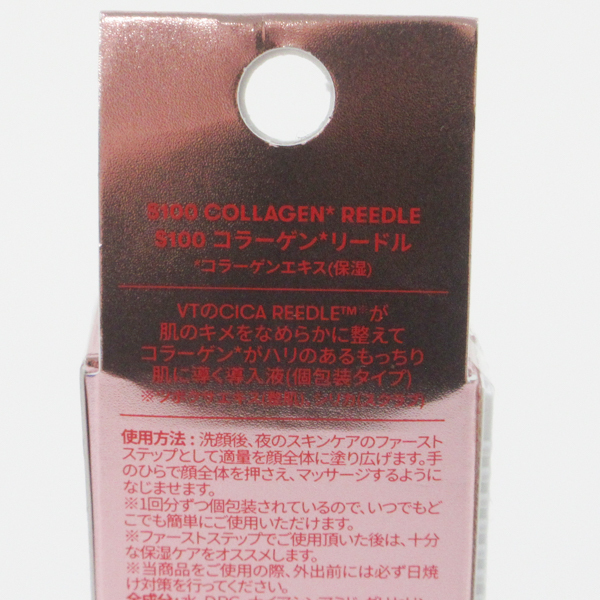 S100 COLLAGEN* REEDLE
S100 コラーゲン*リードル
*コラーゲンエキス(保湿)
VTのCICA REEDLE™※が
肌のキメをなめらかに整えて
コラーゲン*がハリのあるもっちり
肌に導く導入液(個包装タイプ)
使用方法：洗顔後、夜のスキンケアのファースト
ステップとして適量を顔全体に塗り広げます。手
のひらで顔全体を押さえ、マッサージするように
なじませます。
※1回分ずつ個包装されているので、いつでもど
こでも簡単にご使用いただけます。
※ファーストステップでご使用頂いた後は、十分
な保湿ケアをオススメします。
※当商品をご使用の際、外出前には必ず日焼
け対策を行ってください。